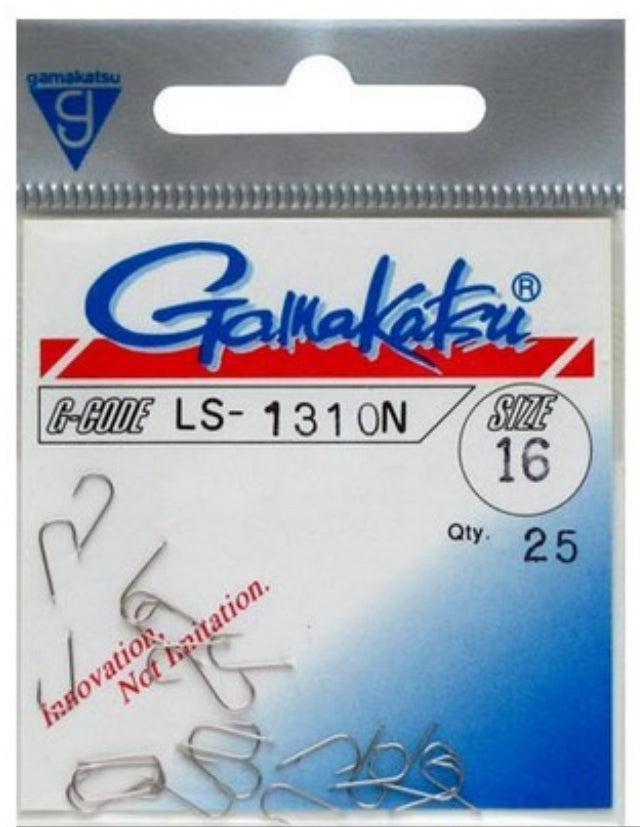 gamakatsu
g
Gamakatsu®
G-CODE LS-1310N
SIZE
16
Qty. 25
Innovation,
Not Imitation.